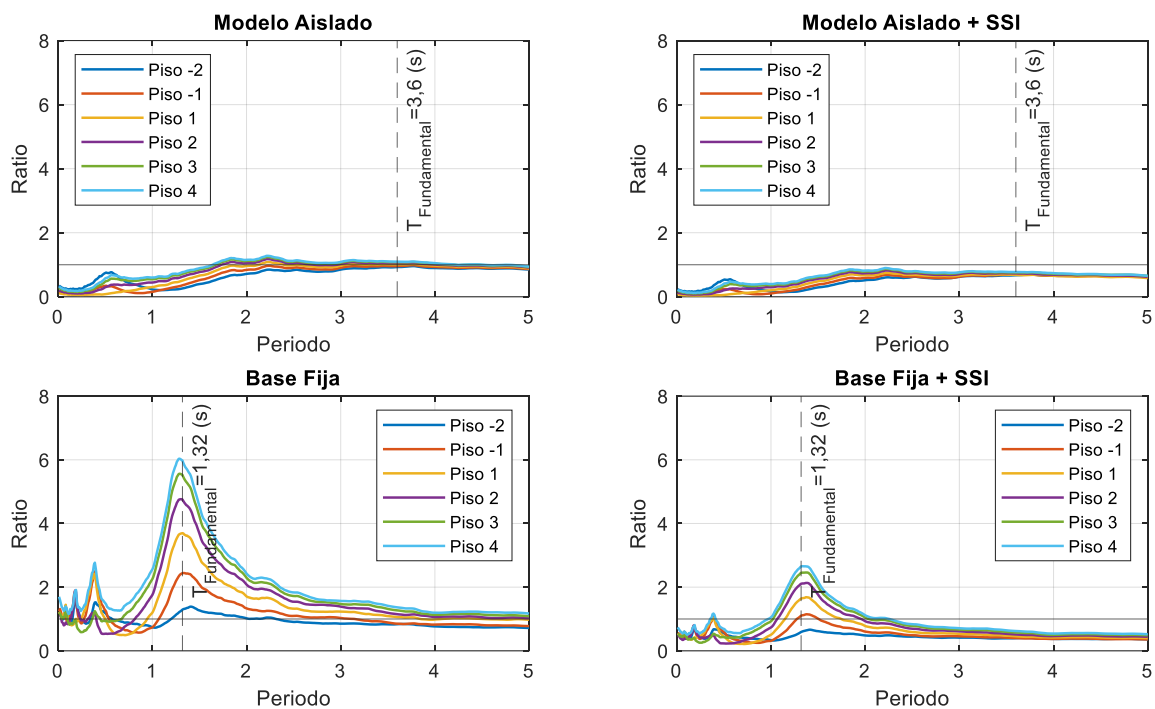 Modelo Aislado
8
6
4
2
0
Ratio
Piso -2
Piso -1
Piso 1
Piso 2
Piso 3
Piso 4
T Fundamental =3,6 (s)
0 1 2 3 4 5
Periodo
Modelo Aislado + SSI
8
6
4
2
0
Ratio
Piso -2
Piso -1
Piso 1
Piso 2
Piso 3
Piso 4
T Fundamental =3,6 (s)
0 1 2 3 4 5
Periodo
Base Fija
8
6
4
2
0
Ratio
T Fundamental =1,32 (s)
Piso -2
Piso -1
Piso 1
Piso 2
Piso 3
Piso 4
0 1 2 3 4 5
Periodo
Base Fija + SSI
8
6
4
2
0
Ratio
T Fundamental =1,32 (s)
Piso -2
Piso -1
Piso 1
Piso 2
Piso 3
Piso 4
0 1 2 3 4 5
Periodo